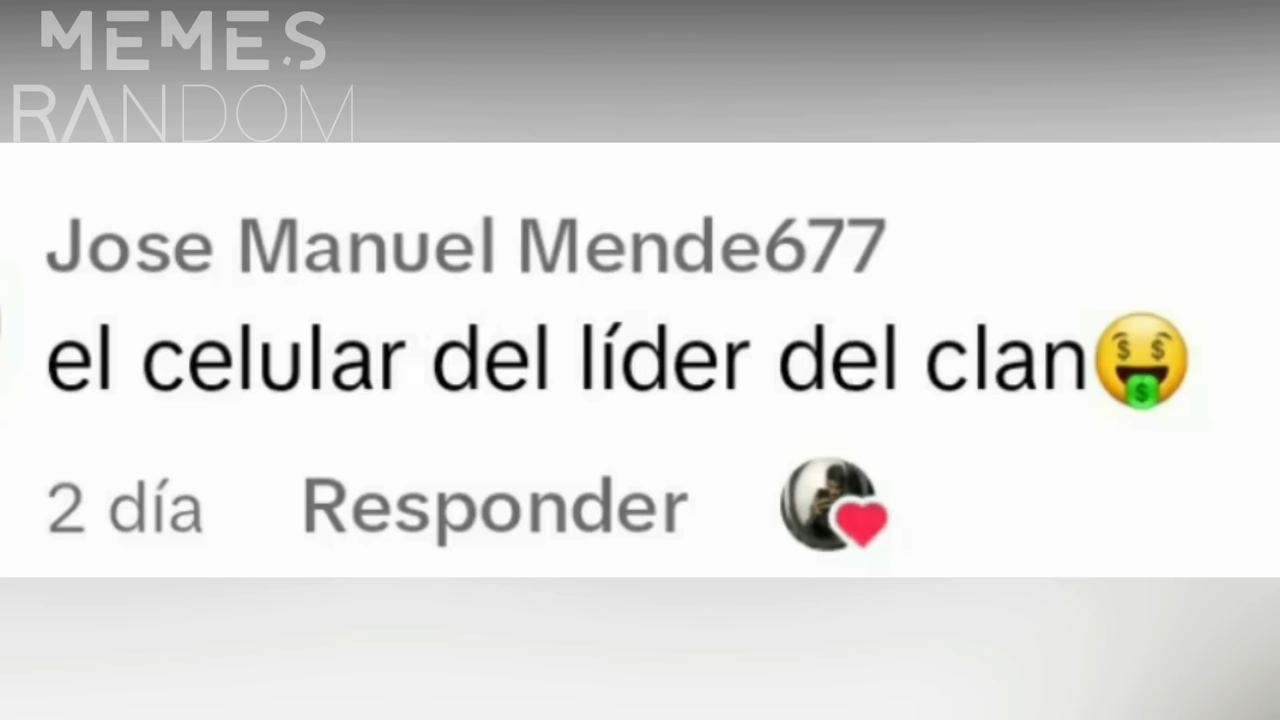 MEMES
RANDOM
Jose Manuel Mende677
el celular del líder del clan🤑
2 día Responder